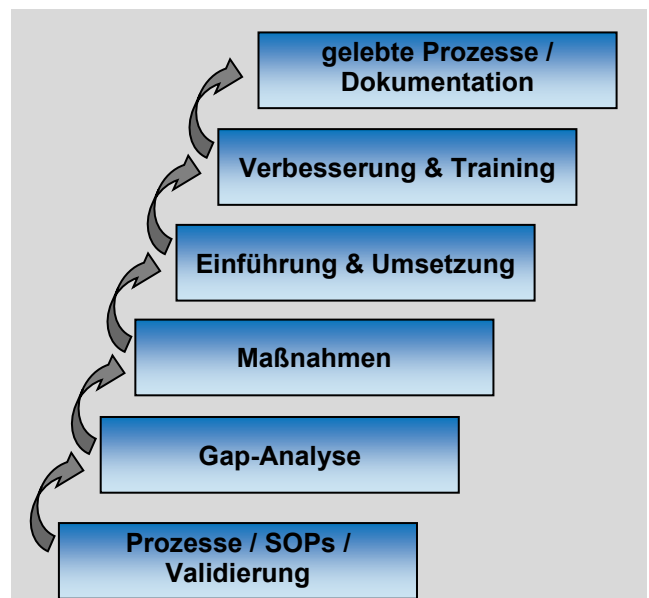 gelebte Prozesse /
Dokumentation
Verbesserung & Training
Einführung & Umsetzung
Maßnahmen
Gap-Analyse
Prozesse / SOPs /
Validierung